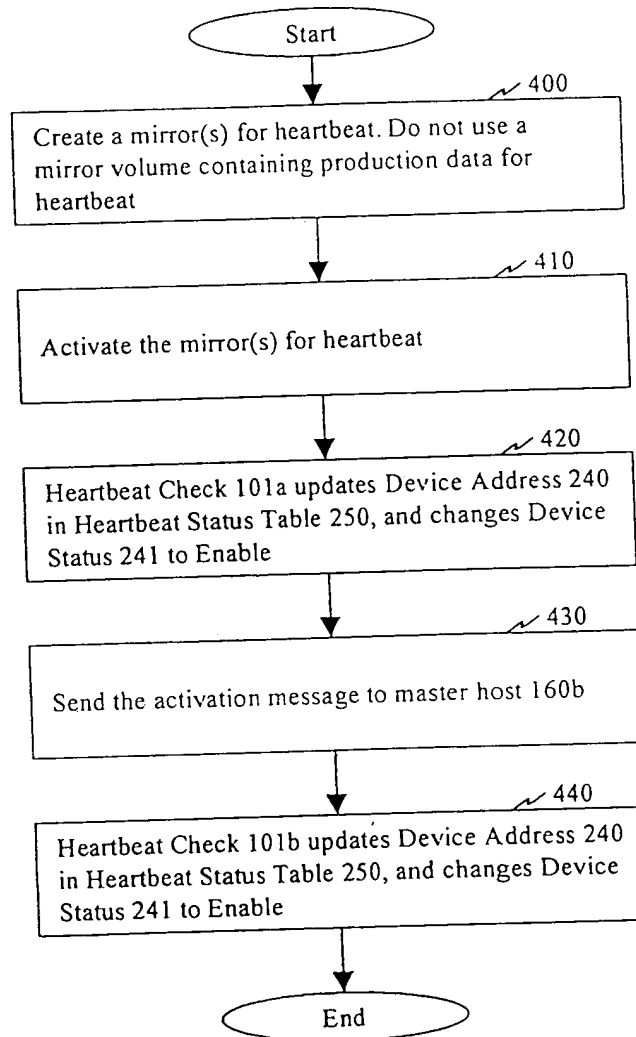 Start
400
Create a mirror(s) for heartbeat. Do not use a
mirror volume containing production data for
heartbeat
410
Activate the mirror(s) for heartbeat
420
Heartbeat Check 101a updates Device Address 240
in Heartbeat Status Table 250, and changes Device
Status 241 to Enable
430
Send the activation message to master host 160b
440
Heartbeat Check 101b updates Device Address 240
in Heartbeat Status Table 250, and changes Device
Status 241 to Enable
End